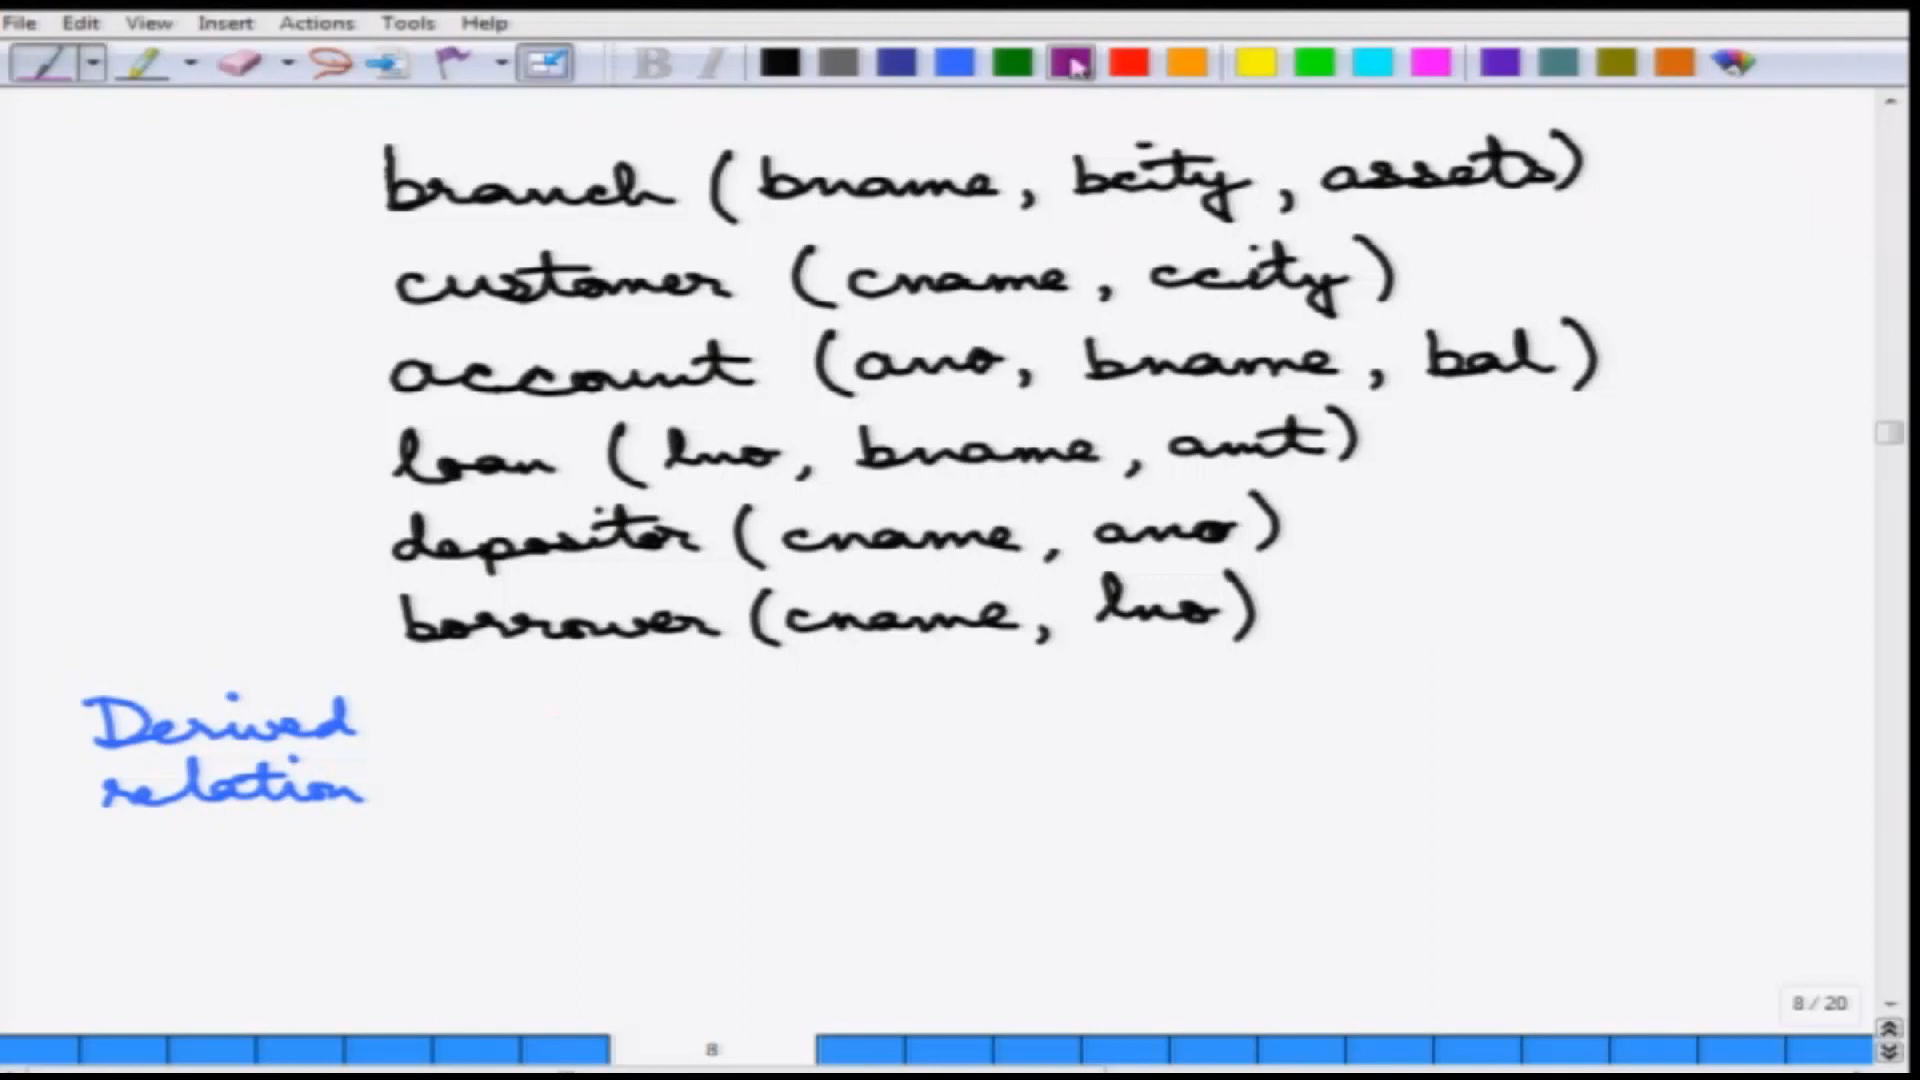 File Edit View Insert Actions Tools Help
B I
branch (bname, bcity, assets)
customer (cname, ccity)
account (ano, bname, bal)
loan (lno, bname, amt)
depositor (cname, ano)
borrower (cname, lno)
Derived
relation
8 / 20
8